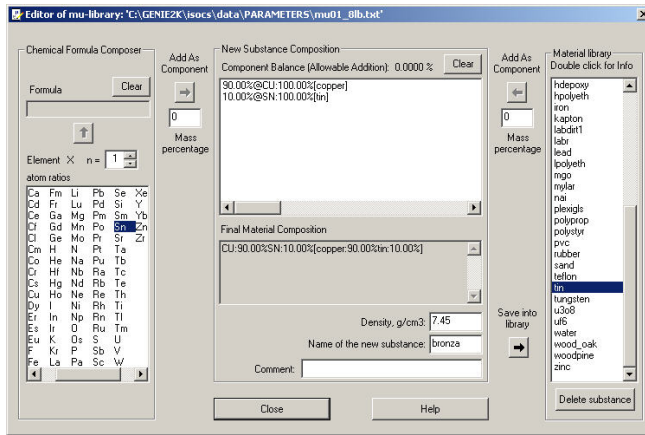 Editor of mu-library: 'C:\GENIE2K\isocs\data\PARAMETERS\mu01_8lb.txt'
Chemical Formula Composer
Formula
Clear
Element X n= 1
atom ratios
Ca Fm Li Pb Se Xe
Cd Fr Lu Pd Si Y
Ce Ga Mg Pm Sm Yb
Cf Gd Mn Po Sn Zn
Cl Ge Mo Pr Sr Zr
Cm H N Pt Ta
Co He Na Pu Tb
Cr Hf Nb Ra Tc
Cs Hg Nd Rb Te
Cu Ho Ne Re Th
Dy I Ni Rh Ti
Er In Np Rn Tl
Es Ir O Ru Tm
Eu K Os S U
F Kr P Sb V
Fe La Pa Sc W
Add As
Component
0
Mass
percentage
New Substance Composition
Component Balance (Allowable Addition): 0.0000 %
Clear
90.00%@CU:100.00%[copper]
10.00%@SN:100.00%[tin]
Final Material Composition
CU:90.00%SN:10.00%[copper:90.00%tin:10.00%]
Density, g/cm3: 7.45
Name of the new substance: bronza
Comment:
Add As
Component
0
Mass
percentage
Save into
library
Material library
Double click for Info
hdepoxy
hpolyeth
iron
kapton
labdirt1
labr
lead
lpolyeth
mgo
mylar
nai
plexigls
polyprop
polystyr
pvc
rubber
sand
teflon
tin
tungsten
u3o8
uf6
water
wood_oak
woodpine
zinc
Delete substance
Close
Help